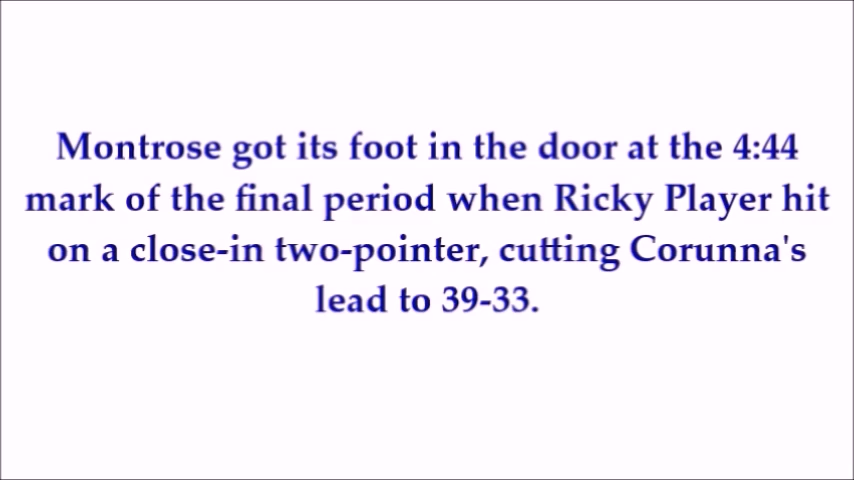 Montrose got its foot in the door at the 4:44
mark of the final period when Ricky Player hit
on a close-in two-pointer, cutting Corunna's
lead to 39-33.